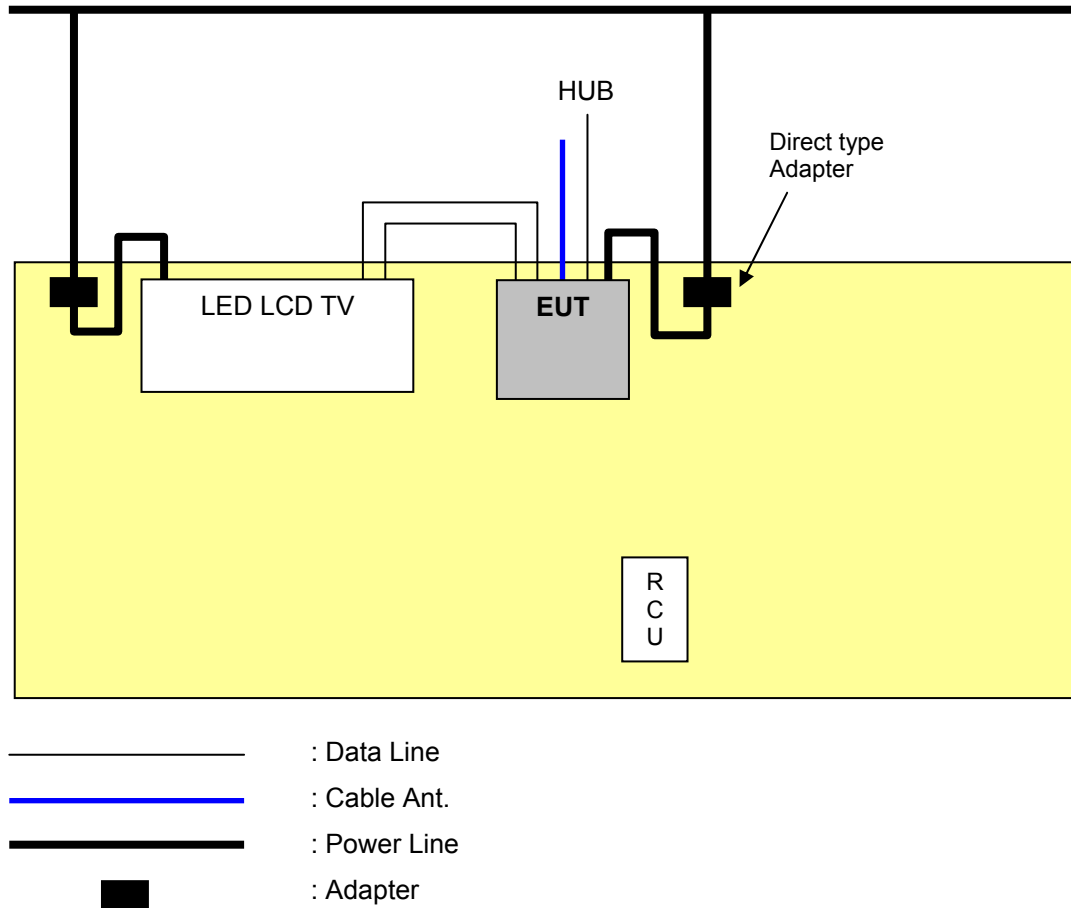 HUB
Direct type
Adapter
LED LCD TV
EUT
R
C
U
: Data Line
: Cable Ant.
: Power Line
: Adapter